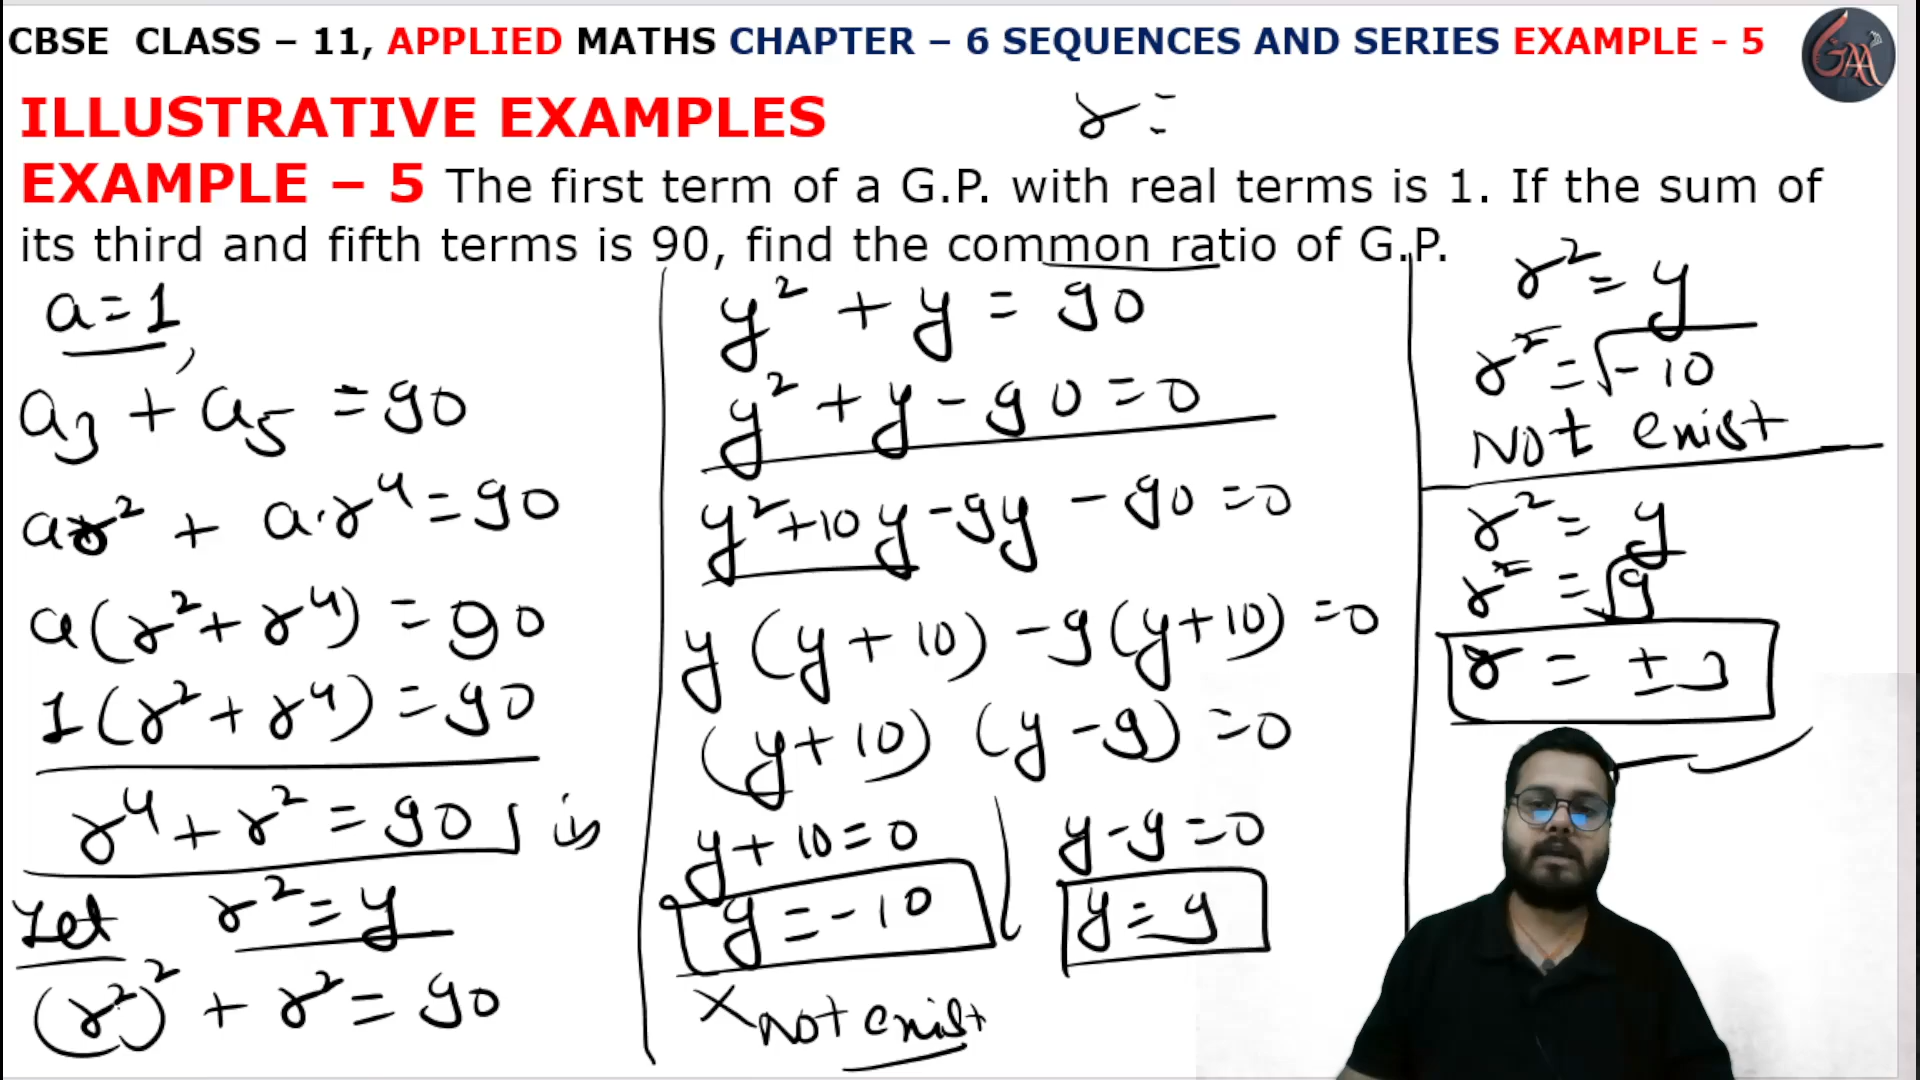 CBSE CLASS – 11, APPLIED MATHS CHAPTER – 6 SEQUENCES AND SERIES EXAMPLE - 5
GAA
ILLUSTRATIVE EXAMPLES
r =
EXAMPLE – 5 The first term of a G.P. with real terms is 1. If the sum of
its third and fifth terms is 90, find the common ratio of G.P.
a = 1,
a₃ + a₅ = 90
ar² + a·r⁴ = 90
a(r² + r⁴) = 90
1(r² + r⁴) = 90
r⁴ + r² = 90
Let r² = y
(r²)² + r² = 90
y² + y = 90
y² + y - 90 = 0
y² + 10y - 9y - 90 = 0
y(y + 10) - 9(y + 10) = 0
(y + 10) (y - 9) = 0
y + 10 = 0
y = -10
× Not exist
y - 9 = 0
y = 9
r² = y
r² = √-10
Not exist
r² = y
r² = √9
r = ± 3